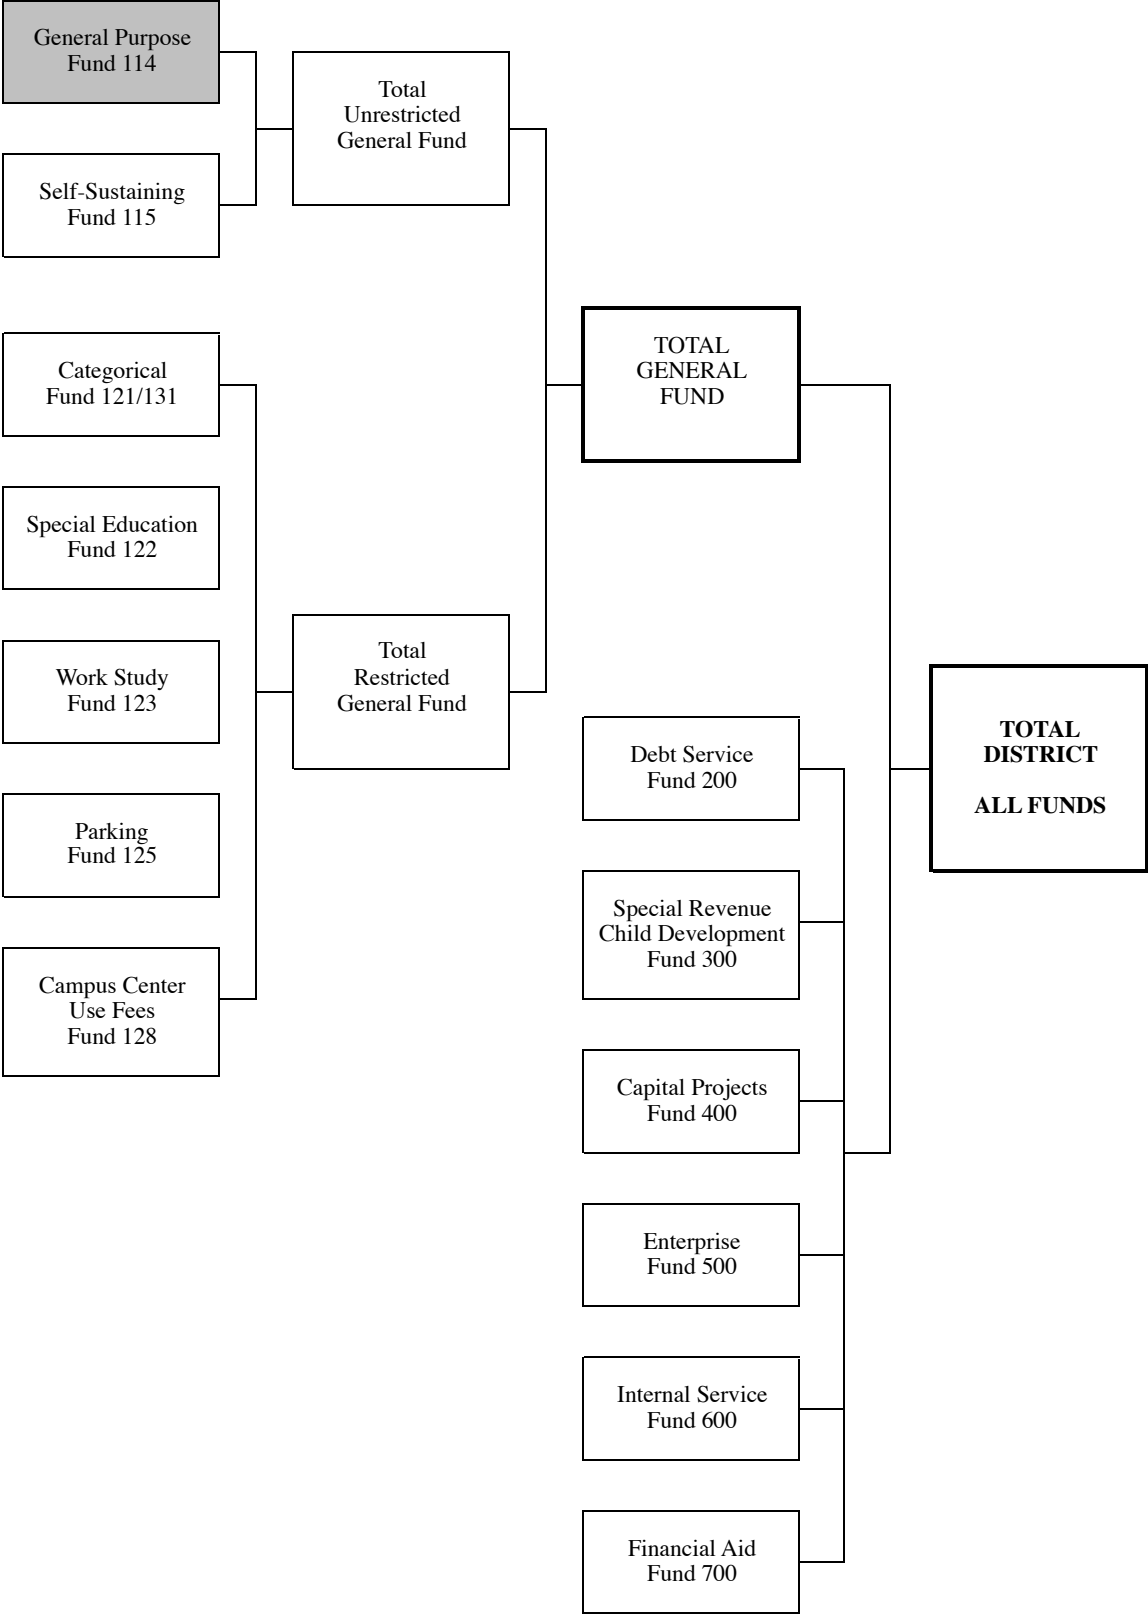 General Purpose
Fund 114
Self-Sustaining
Fund 115
Categorical
Fund 121/131
Special Education
Fund 122
Work Study
Fund 123
Parking
Fund 125
Campus Center
Use Fees
Fund 128
Total
Unrestricted
General Fund
Total
Restricted
General Fund
TOTAL
GENERAL
FUND
Debt Service
Fund 200
Special Revenue
Child Development
Fund 300
Capital Projects
Fund 400
Enterprise
Fund 500
Internal Service
Fund 600
Financial Aid
Fund 700
TOTAL
DISTRICT
ALL FUNDS